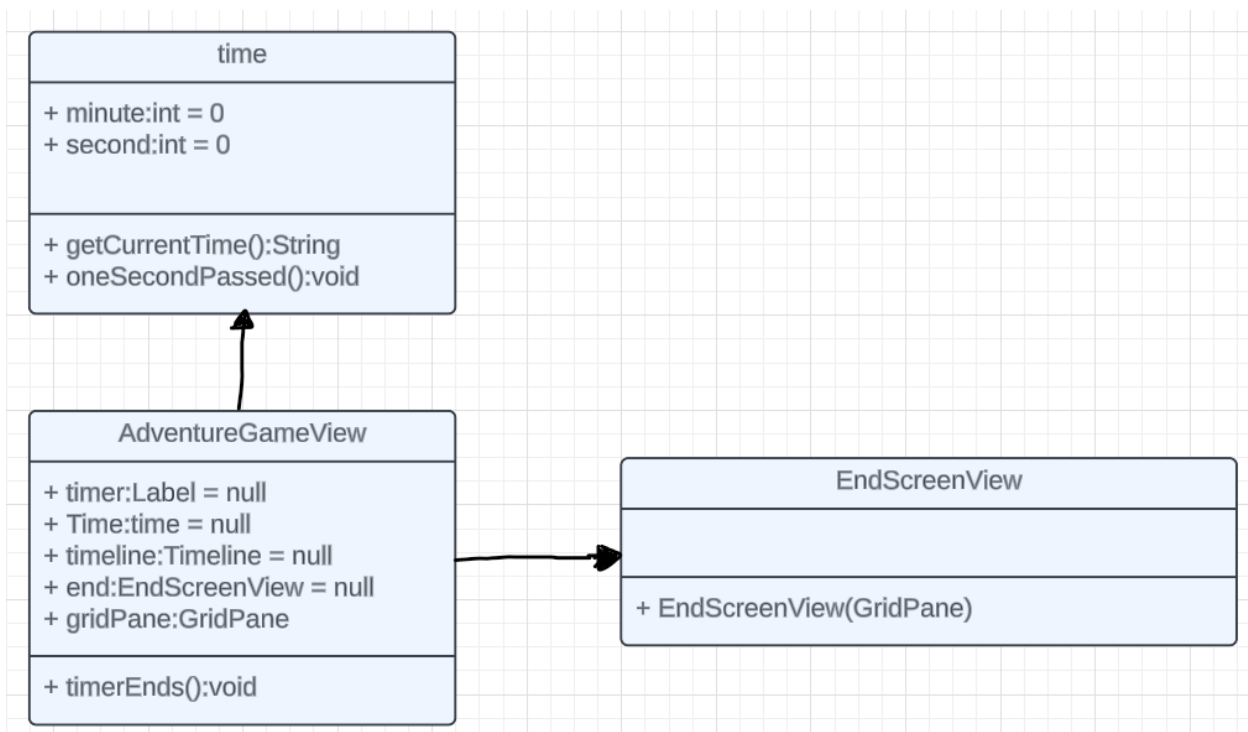 time
+ minute:int = 0
+ second:int = 0
+ getCurrentTime():String
+ oneSecondPassed():void
AdventureGameView
+ timer:Label = null
+ Time:time = null
+ timeline:Timeline = null
+ end:EndScreenView = null
+ gridPane:GridPane
+ timerEnds():void
EndScreenView
+ EndScreenView(GridPane)